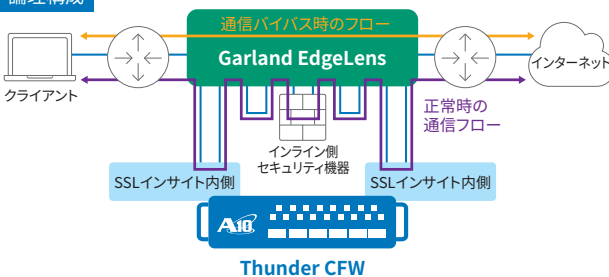 論理構成
通信バイパス時のフロー
Garland EdgeLens
クライアント
インターネット
正常時の
通信フロー
インライン側
セキュリティ機器
SSLインサイト内側
SSLインサイト内側
A10
Thunder CFW